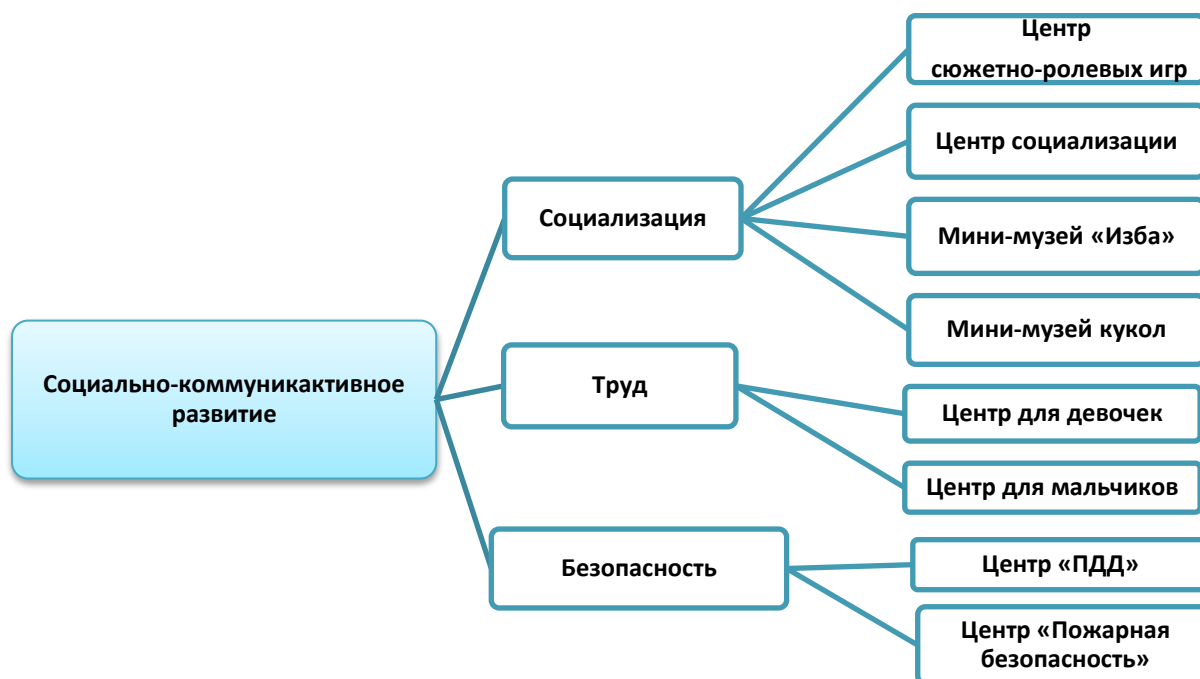 Социально-коммуникактивное
развитие
Социализация
Труд
Безопасность
Центр
сюжетно-ролевых игр
Центр социализации
Мини-музей «Изба»
Мини-музей кукол
Центр для девочек
Центр для мальчиков
Центр «ПДД»
Центр «Пожарная
безопасность»